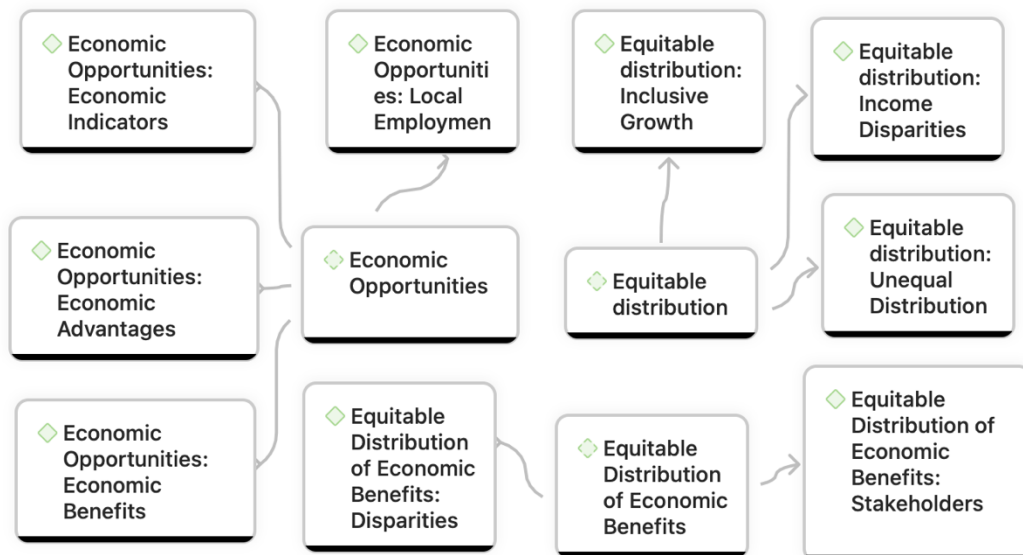 Economic
Opportunities:
Economic
Indicators
Economic
Opportuniti
es: Local
Employmen
Equitable
distribution:
Inclusive
Growth
Equitable
distribution:
Income
Disparities
Economic
Opportunities:
Economic
Advantages
Economic
Opportunities
Equitable
distribution
Equitable
distribution:
Unequal
Distribution
Economic
Opportunities:
Economic
Benefits
Equitable
Distribution
of Economic
Benefits:
Disparities
Equitable
Distribution
of Economic
Benefits
Equitable
Distribution of
Economic
Benefits:
Stakeholders